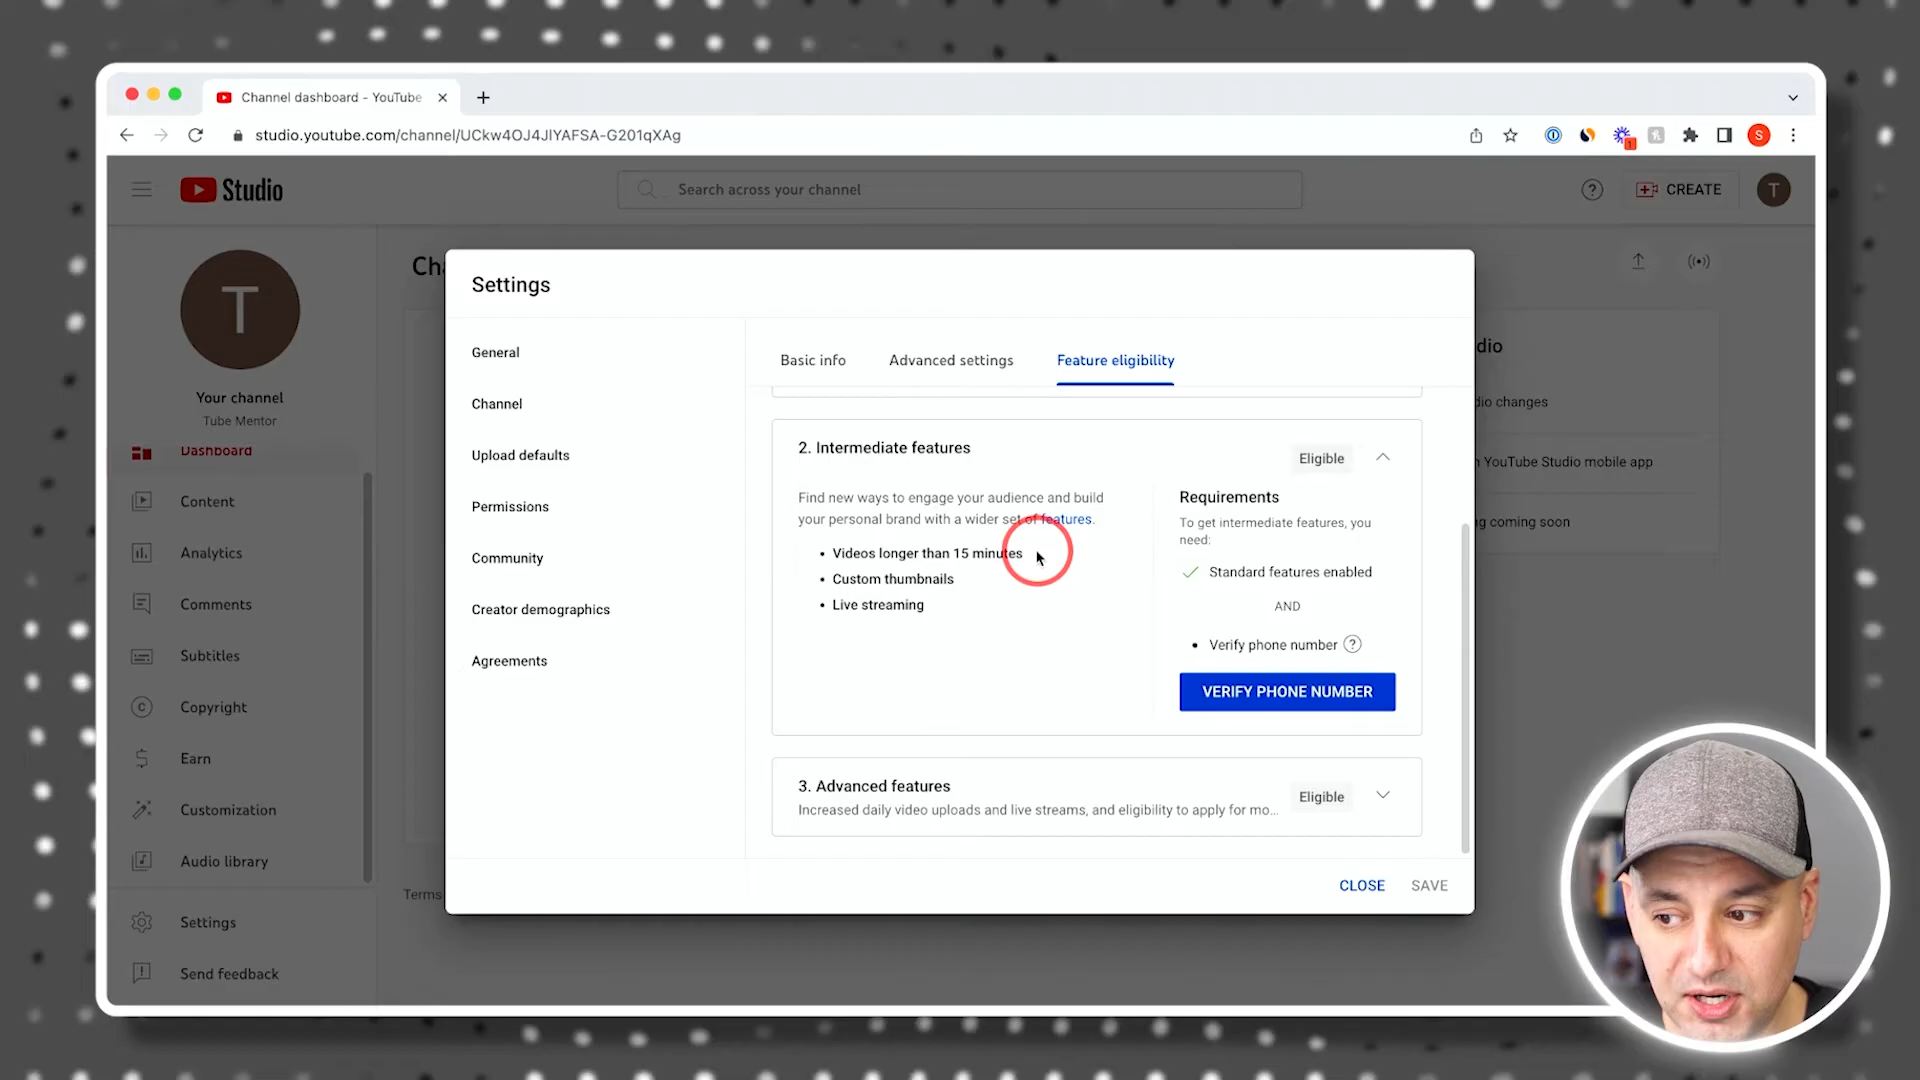 Channel dashboard - YouTube
studio.youtube.com/channel/UCkw4OJ4JIYAFSA-G201qXAg
1
S
Studio
Search across your channel
?
CREATE
T
T
Your channel
Tube Mentor
Dashboard
Content
Analytics
Comments
Subtitles
Copyright
Earn
Customization
Audio library
Settings
Send feedback
Ch
Terms
dio
dio changes
YouTube Studio mobile app
g coming soon
Settings
General
Channel
Upload defaults
Permissions
Community
Creator demographics
Agreements
Basic info
Advanced settings
Feature eligibility
2. Intermediate features
Eligible
Find new ways to engage your audience and build
your personal brand with a wider set of features.
• Videos longer than 15 minutes
• Custom thumbnails
• Live streaming
Requirements
To get intermediate features, you
need:
Standard features enabled
AND
• Verify phone number ?
VERIFY PHONE NUMBER
3. Advanced features
Eligible
Increased daily video uploads and live streams, and eligibility to apply for mo...
CLOSE
SAVE